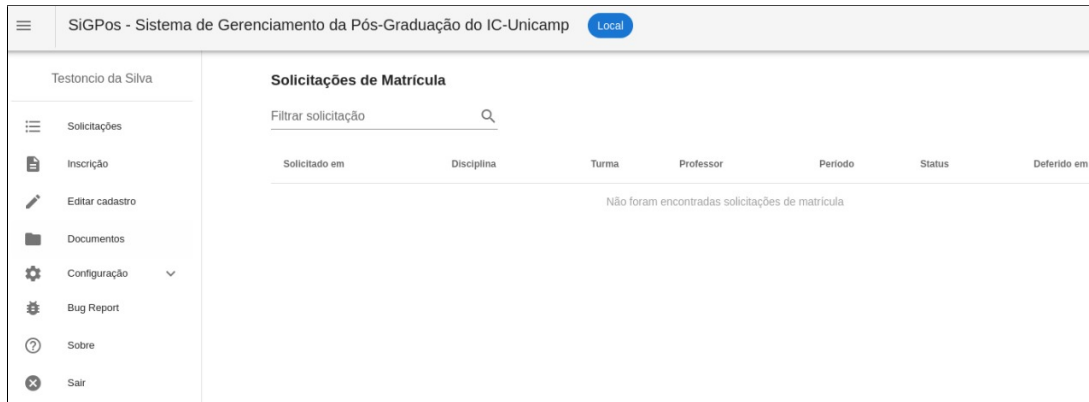 SiGPos - Sistema de Gerenciamento da Pós-Graduação do IC-Unicamp Local
Testoncio da Silva
Solicitações
Inscrição
Editar cadastro
Documentos
Configuração
Bug Report
Sobre
Sair
Solicitações de Matrícula
Filtrar solicitação
Solicitado em Disciplina Turma Professor Período Status Deferido em
Não foram encontradas solicitações de matrícula